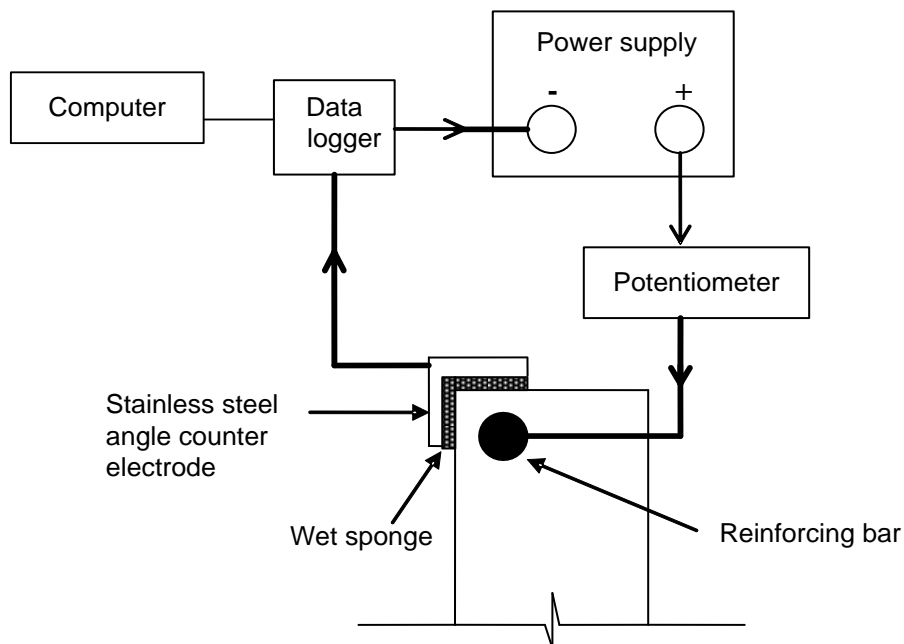 Power supply
-
+
Computer
Data
logger
Potentiometer
Stainless steel
angle counter
electrode
Wet sponge
Reinforcing bar